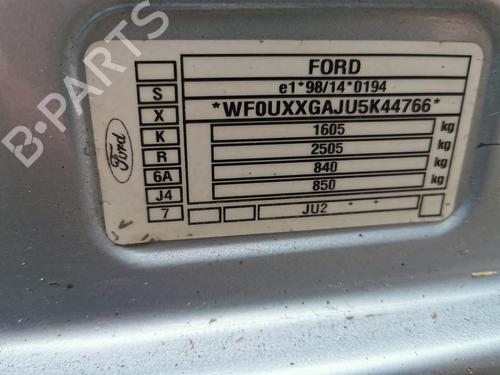 B-PARTS
FORD
e1*98/14*0194
*WF0UXXGAJU5K44766*
S
X
1605 kg
K
2505 kg
R
840 kg
6A
850
J4
7
JU2
Ford